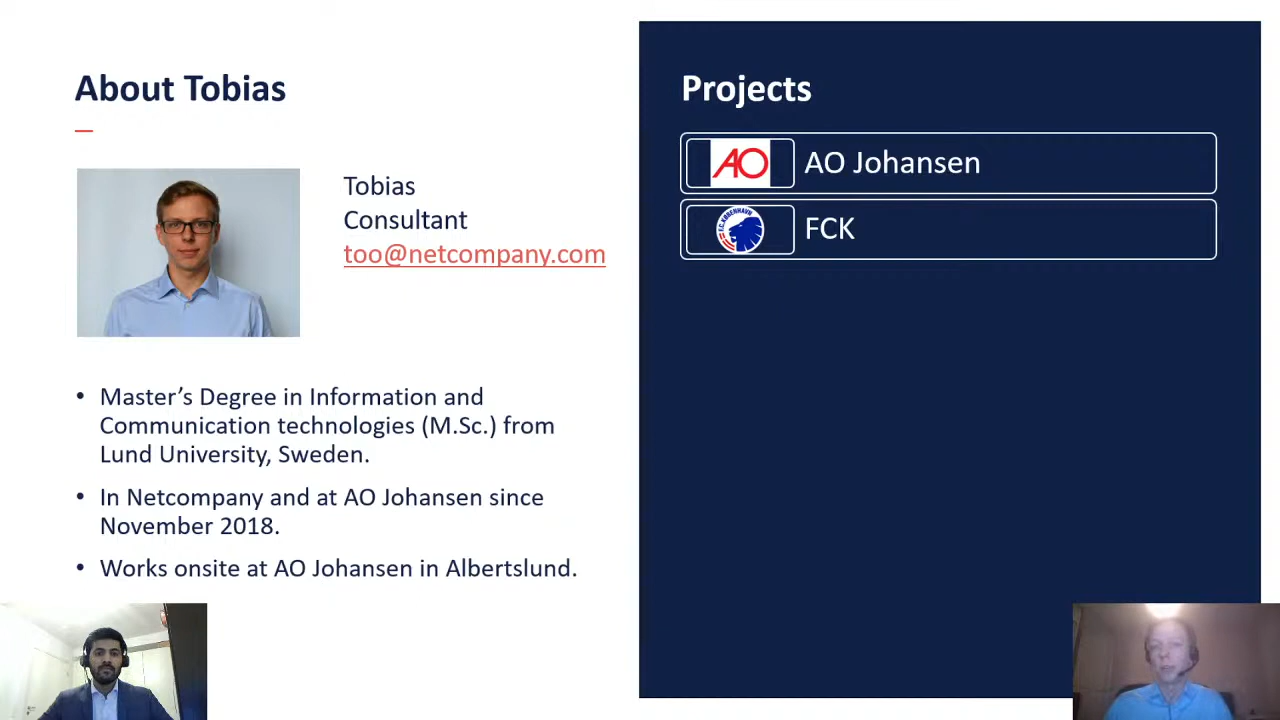 About Tobias
Tobias
Consultant
too@netcompany.com
• Master’s Degree in Information and
Communication technologies (M.Sc.) from
Lund University, Sweden.
• In Netcompany and at AO Johansen since
November 2018.
• Works onsite at AO Johansen in Albertslund.
Projects
AO
AO Johansen
F.C. KØBENHAVN
FCK